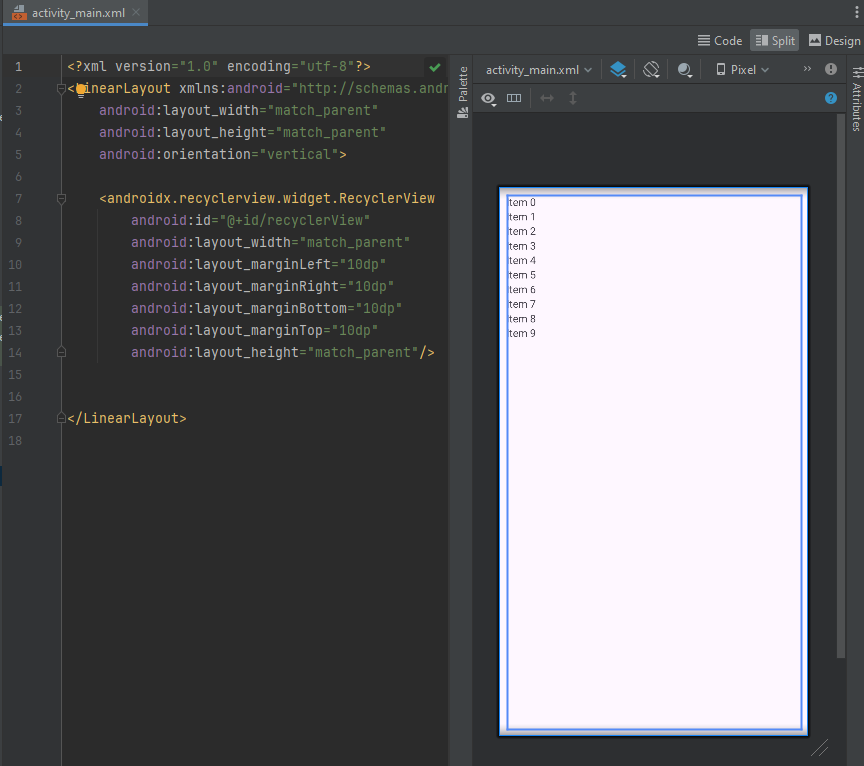 activity_main.xml
Code Split Design
1 <?xml version="1.0" encoding="utf-8"?>
2 <LinearLayout xmlns:android="http://schemas.andr
3 android:layout_width="match_parent"
4 android:layout_height="match_parent"
5 android:orientation="vertical">
6
7 <androidx.recyclerview.widget.RecyclerView
8 android:id="@+id/recyclerView"
9 android:layout_width="match_parent"
10 android:layout_marginLeft="10dp"
11 android:layout_marginRight="10dp"
12 android:layout_marginBottom="10dp"
13 android:layout_marginTop="10dp"
14 android:layout_height="match_parent"/>
15
16
17 </LinearLayout>
18
Palette
activity_main.xml
Pixel
Attributes
tem 0
tem 1
tem 2
tem 3
tem 4
tem 5
tem 6
tem 7
tem 8
tem 9